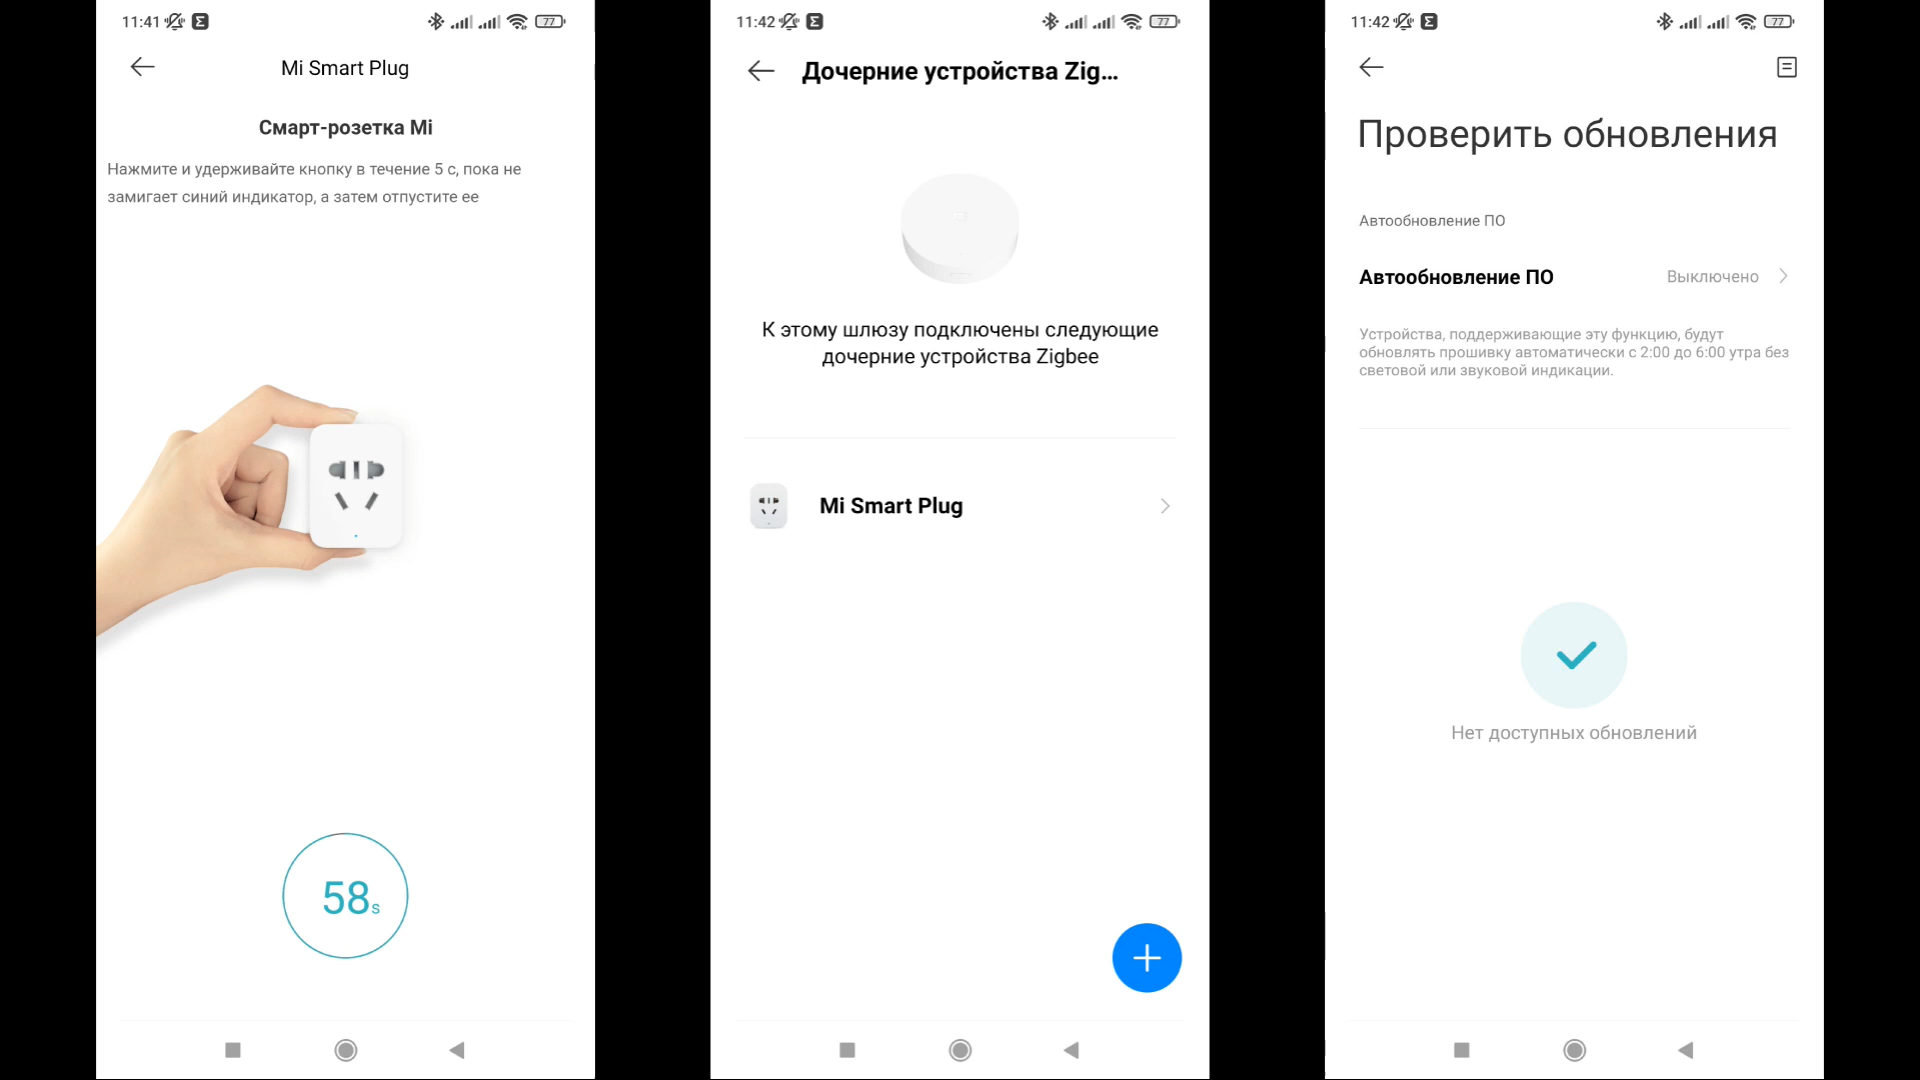 11:41
77
Mi Smart Plug
Смарт-розетка Mi
Нажмите и удерживайте кнопку в течение 5 с, пока не
замигает синий индикатор, а затем отпустите ее
58s
11:42
77
Дочерние устройства Zig...
К этому шлюзу подключены следующие
дочерние устройства Zigbee
Mi Smart Plug
11:42
77
Проверить обновления
Автообновление ПО
Автообновление ПО
Выключено
Устройства, поддерживающие эту функцию, будут
обновлять прошивку автоматически с 2:00 до 6:00 утра без
световой или звуковой индикации.
Нет доступных обновлений